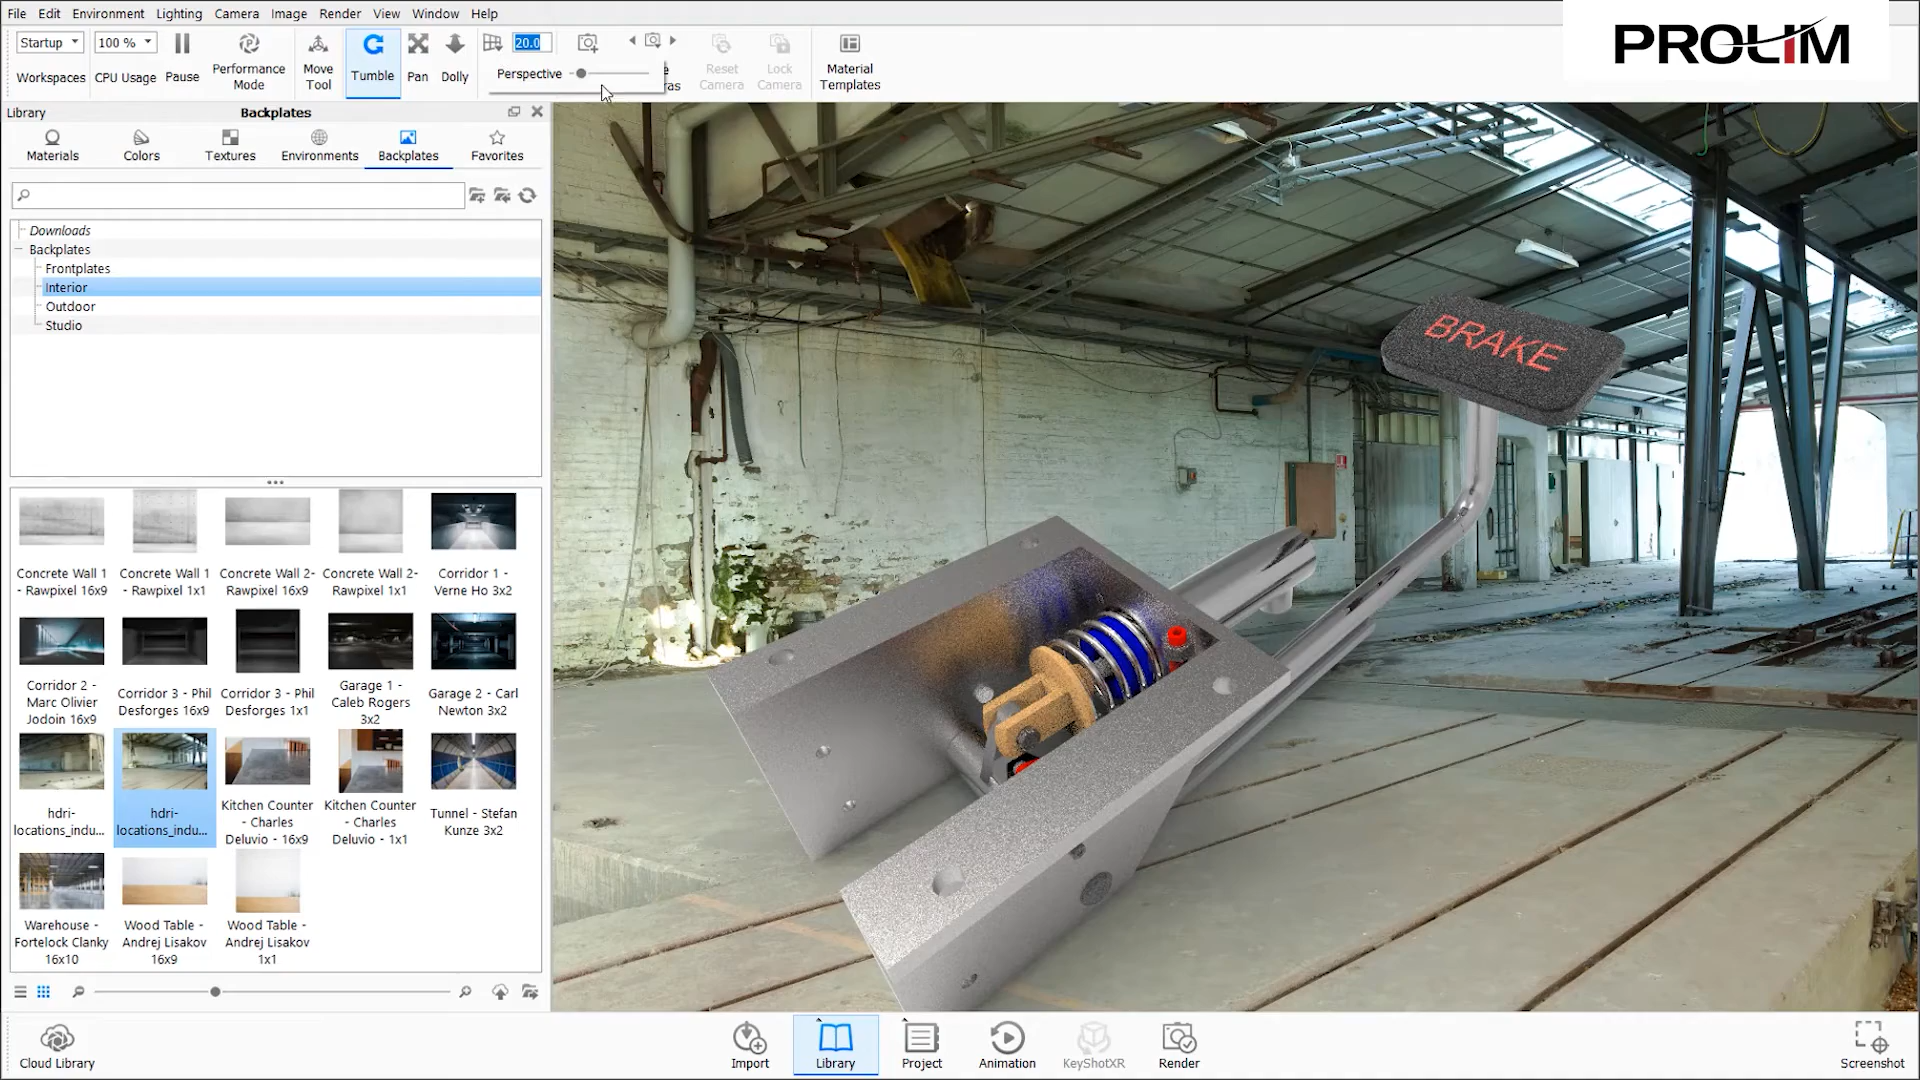 File Edit Environment Lighting Camera Image Render View Window Help
PROLIM
Startup 100 % 20.0
Workspaces CPU Usage Pause Performance Mode Move Tool Tumble Pan Dolly Perspective Reset Camera Lock Camera Material Templates
e
ras
Library Backplates
Materials Colors Textures Environments Backplates Favorites
Downloads
Backplates
Frontplates
Interior
Outdoor
Studio
BRAKE
Concrete Wall 1 - Rawpixel 16x9
Concrete Wall 1 - Rawpixel 1x1
Concrete Wall 2- Rawpixel 16x9
Concrete Wall 2- Rawpixel 1x1
Corridor 1 - Verne Ho 3x2
Corridor 2 - Marc Olivier Jodoin 16x9
Corridor 3 - Phil Desforges 16x9
Corridor 3 - Phil Desforges 1x1
Garage 1 - Caleb Rogers 3x2
Garage 2 - Carl Newton 3x2
hdri-locations_indu...
hdri-locations_indu...
Kitchen Counter - Charles Deluvio - 16x9
Kitchen Counter - Charles Deluvio - 1x1
Tunnel - Stefan Kunze 3x2
Warehouse - Fortelock Clanky 16x10
Wood Table - Andrej Lisakov 16x9
Wood Table - Andrej Lisakov 1x1
Cloud Library Import Library Project Animation KeyShotXR Render Screenshot